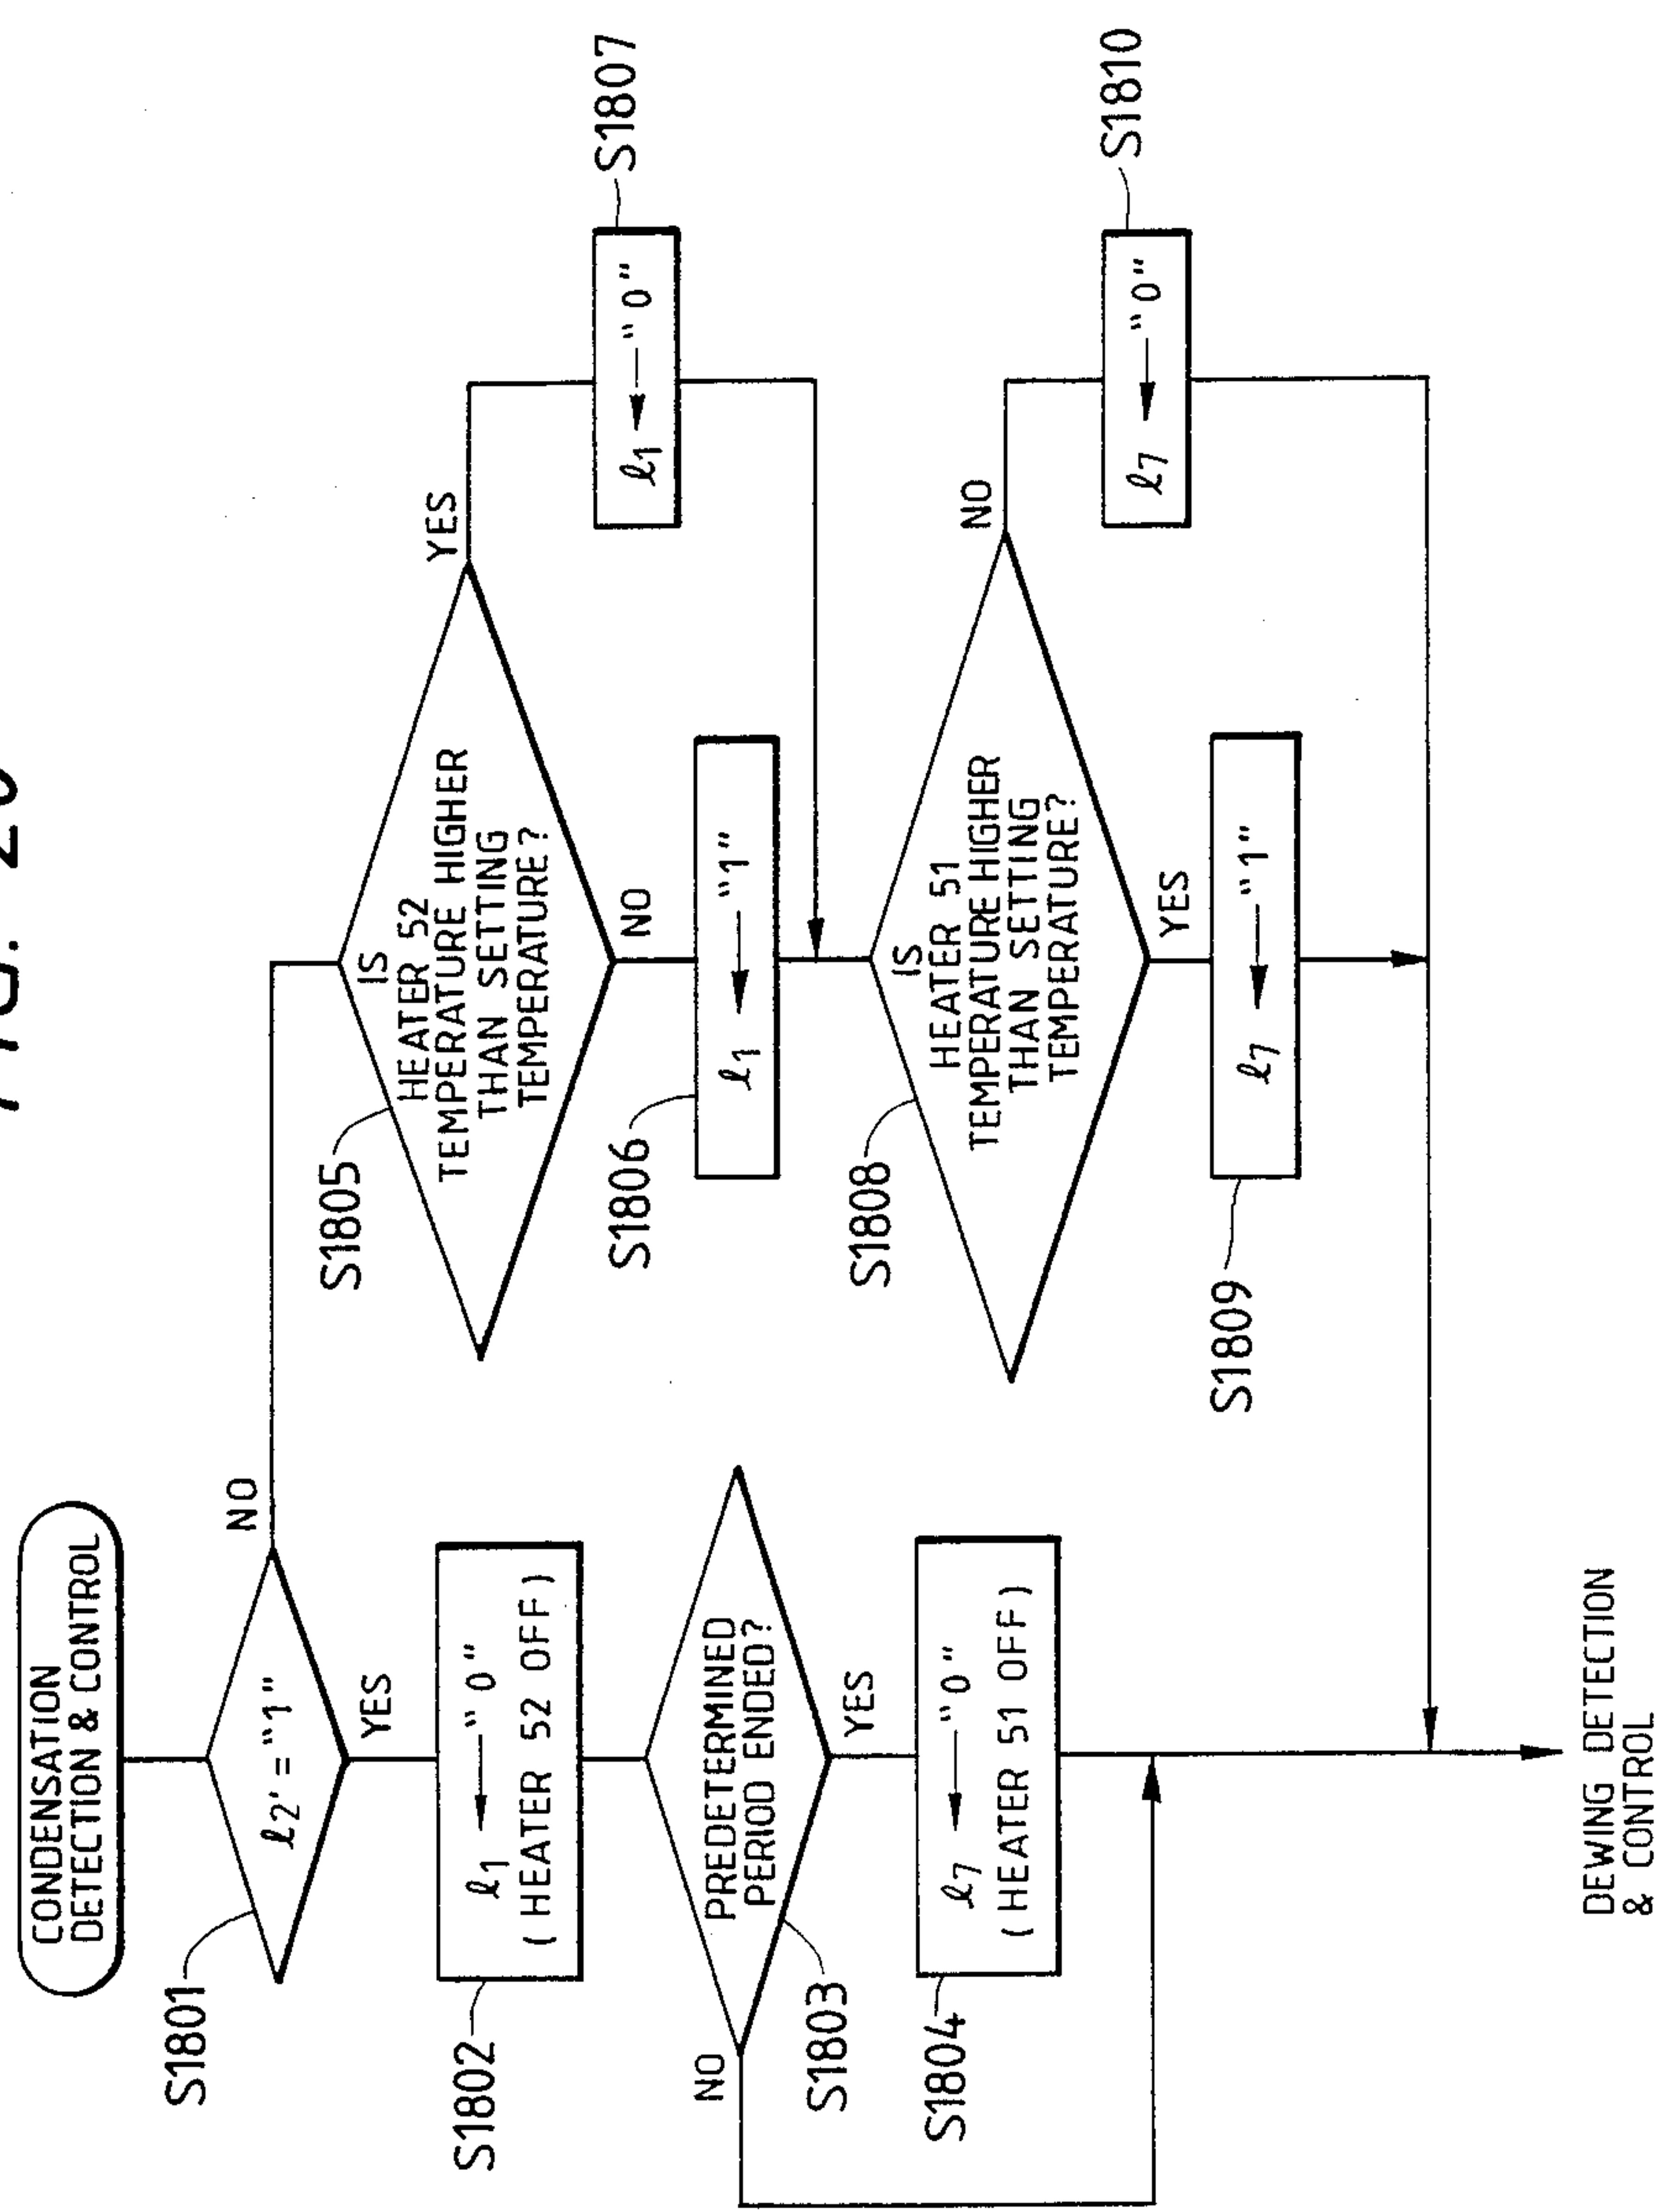 CONDENSATION
DETECTION & CONTROL
S1801
ℓ2' = "1"
NO
YES
S1802
ℓ1 ← "0"
( HEATER 52 OFF )
S1803
PREDETERMINED
PERIOD ENDED?
NO
YES
S1804
ℓ7 ← "0"
( HEATER 51 OFF )
S1805
IS
HEATER 52
TEMPERATURE HIGHER
THAN SETTING
TEMPERATURE?
YES
NO
S1806
ℓ1 ← "1"
S1807
ℓ1 ← "0"
S1808
IS
HEATER 51
TEMPERATURE HIGHER
THAN SETTING
TEMPERATURE?
NO
YES
S1809
ℓ7 ← "1"
S1810
ℓ7 ← "0"
DEWING DETECTION
& CONTROL